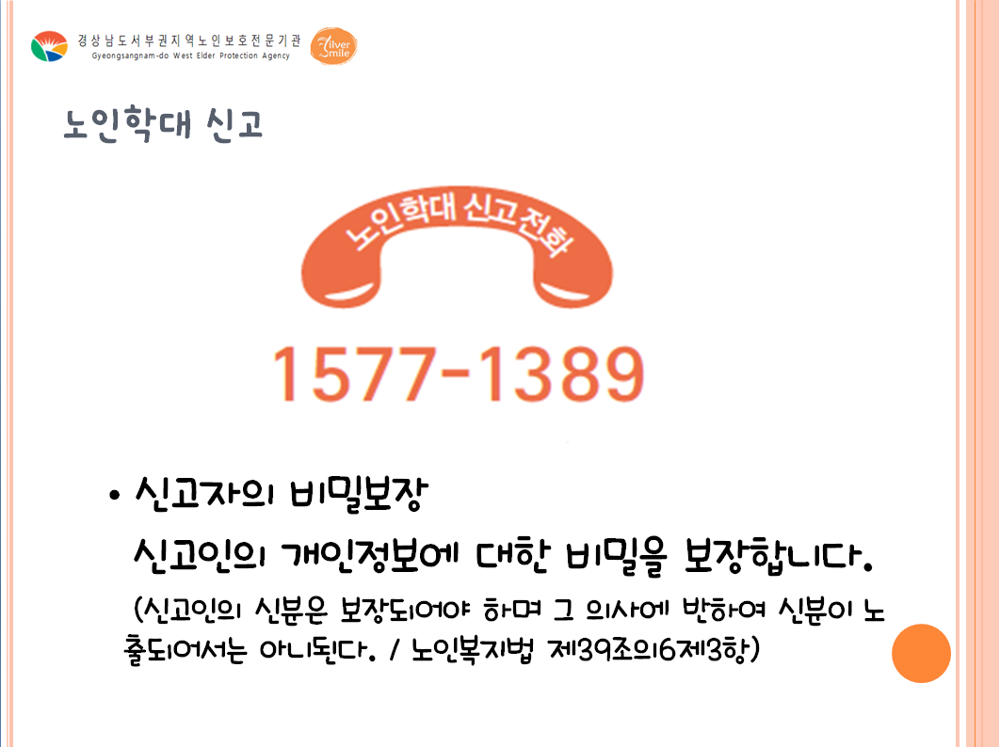 경상남도서부권지역노인보호전문기관
Gyeongsangnam-do West Elder Protection Agency
Silver
Smile
노인학대 신고
노인학대 신고전화
1577-1389
• 신고자의 비밀보장
신고인의 개인정보에 대한 비밀을 보장합니다.
(신고인의 신분은 보장되어야 하며 그 의사에 반하여 신분이 노
출되어서는 아니된다. / 노인복지법 제39조의6제3항)